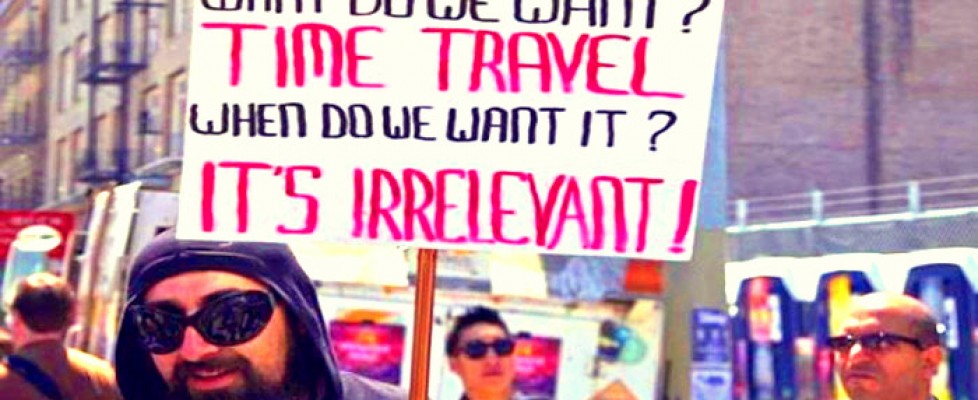 WHAT DO WE WANT?
TIME TRAVEL
WHEN DO WE WANT IT?
IT'S IRRELEVANT!